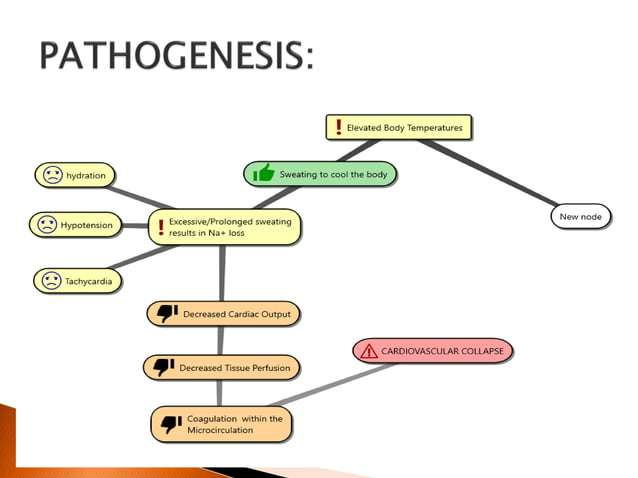 PATHOGENESIS:
Elevated Body Temperatures
Sweating to cool the body
hydration
New node
Excessive/Prolonged sweating
results in Na+ loss
Hypotension
Tachycardia
Decreased Cardiac Output
CARDIOVASCULAR COLLAPSE
Decreased Tissue Perfusion
Coagulation within the
Microcirculation